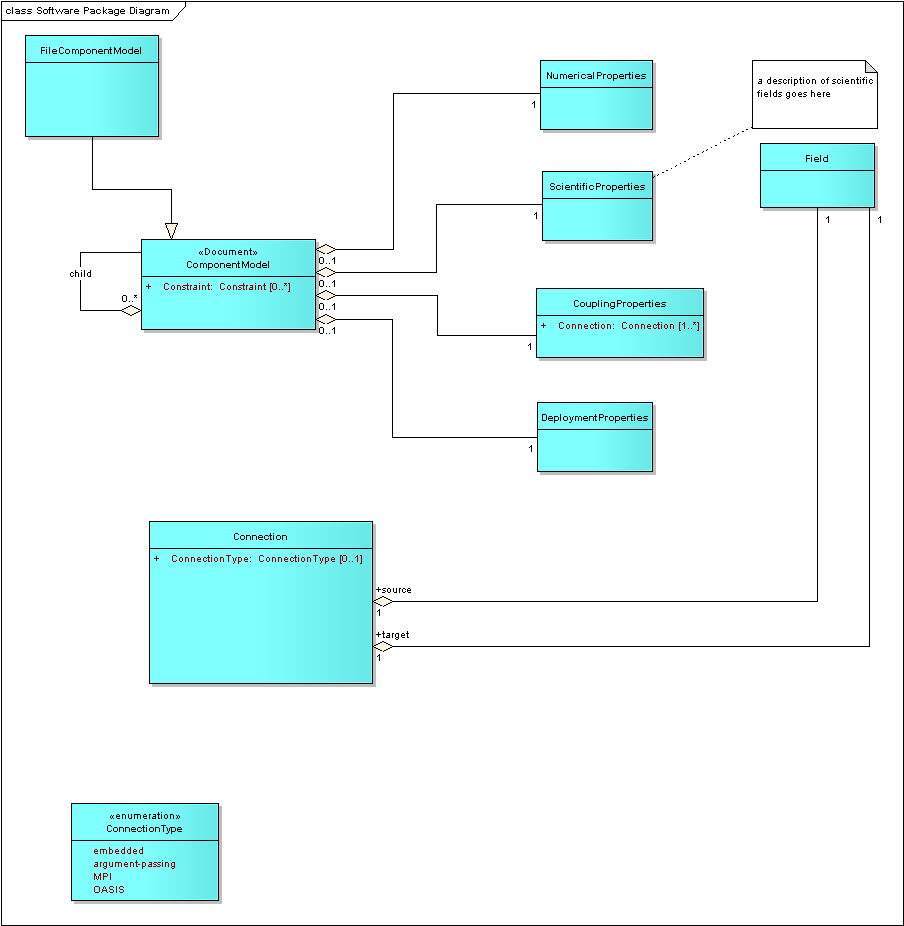 class Software Package Diagram
FileComponentModel
NumericalProperties
1
a description of scientific
fields goes here
Field
1
1
ScientificProperties
1
«Document»
ComponentModel
+ Constraint: Constraint [0..*]
child
0..*
0..1
0..1
0..1
0..1
CouplingProperties
+ Connection: Connection [1..*]
1
DeploymentProperties
1
Connection
+ ConnectionType: ConnectionType [0..1]
+source
1
+target
1
«enumeration»
ConnectionType
embedded
argument-passing
MPI
OASIS